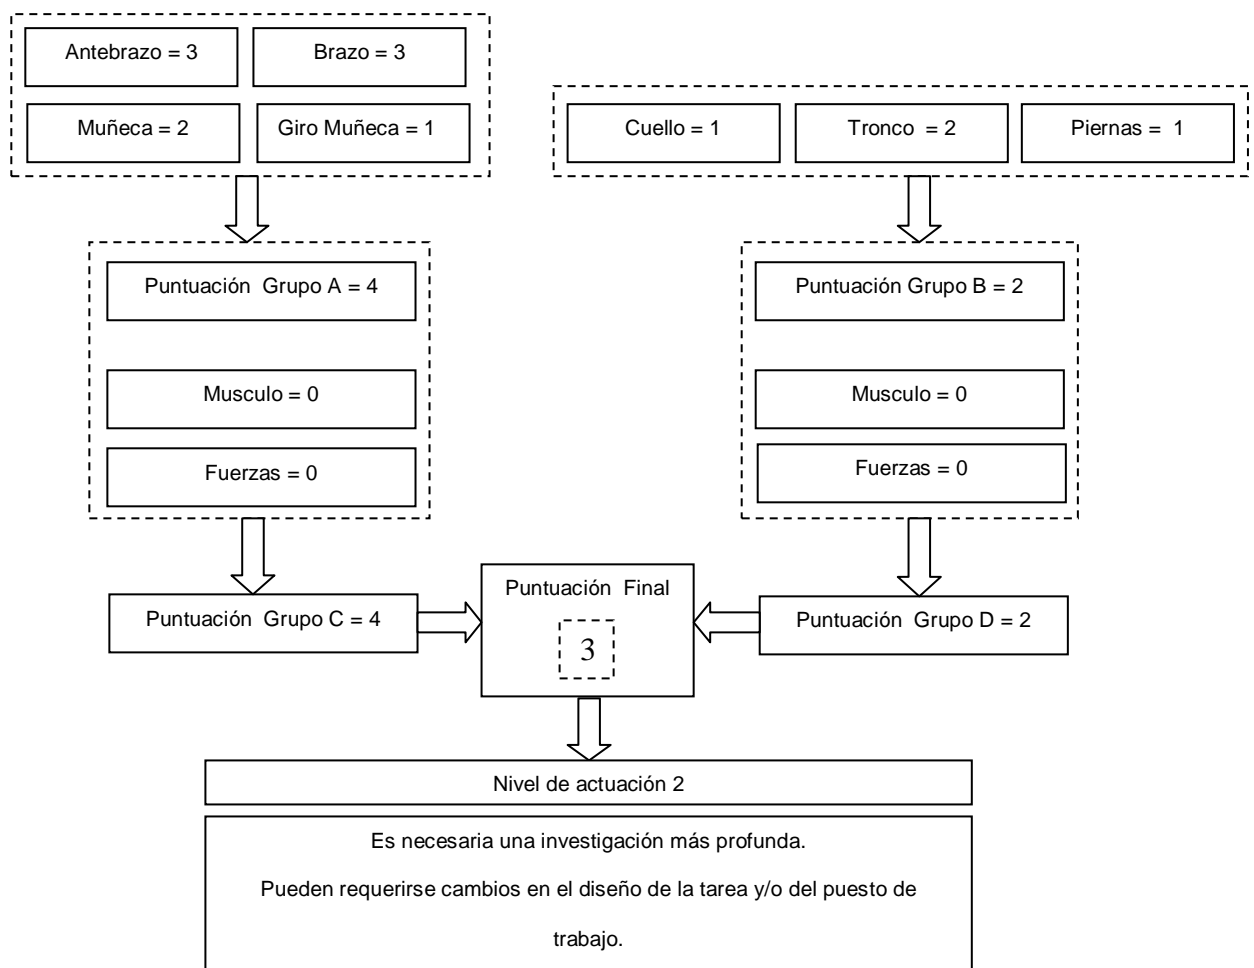 Antebrazo = 3
Brazo = 3
Muñeca = 2
Giro Muñeca = 1
Cuello = 1
Tronco = 2
Piernas = 1
Puntuación Grupo A = 4
Musculo = 0
Fuerzas = 0
Puntuación Grupo B = 2
Musculo = 0
Fuerzas = 0
Puntuación Grupo C = 4
Puntuación Final
3
Puntuación Grupo D = 2
Nivel de actuación 2
Es necesaria una investigación más profunda.
Pueden requerirse cambios en el diseño de la tarea y/o del puesto de
trabajo.